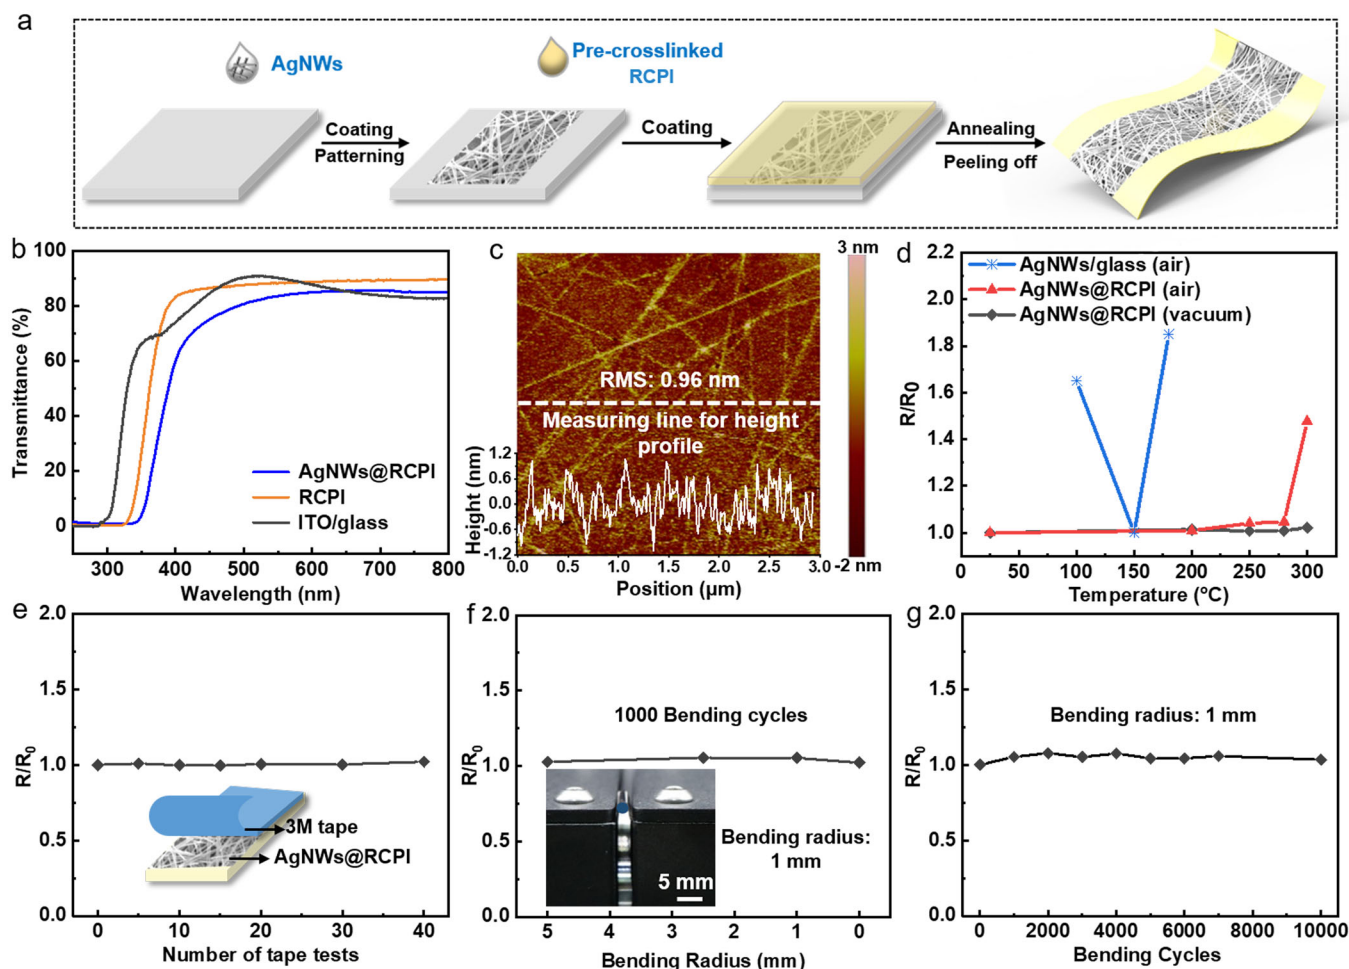 a
AgNWs
Pre-crosslinked
RCPI
Coating
Patterning
Coating
Annealing
Peeling off
b
100
80
60
40
20
0
Transmittance (%)
AgNWs@RCPI
RCPI
ITO/glass
300 400 500 600 700 800
Wavelength (nm)
c
3 nm
-2 nm
RMS: 0.96 nm
Measuring line for height
profile
1.2
0.6
0.0
-0.6
-1.2
Height (nm)
0.0 0.5 1.0 1.5 2.0 2.5 3.0
Position (µm)
d
2.2
2.0
1.8
1.6
1.4
1.2
1.0
R/R0
AgNWs/glass (air)
AgNWs@RCPI (air)
AgNWs@RCPI (vacuum)
0 50 100 150 200 250 300
Temperature (°C)
e
2.0
1.5
1.0
0.5
0.0
R/R0
3M tape
AgNWs@RCPI
0 10 20 30 40
Number of tape tests
f
2.0
1.5
1.0
0.5
0.0
R/R0
1000 Bending cycles
Bending radius:
1 mm
5 mm
5 4 3 2 1 0
Bending Radius (mm)
g
2.0
1.5
1.0
0.5
0.0
R/R0
Bending radius: 1 mm
0 2000 4000 6000 8000 10000
Bending Cycles